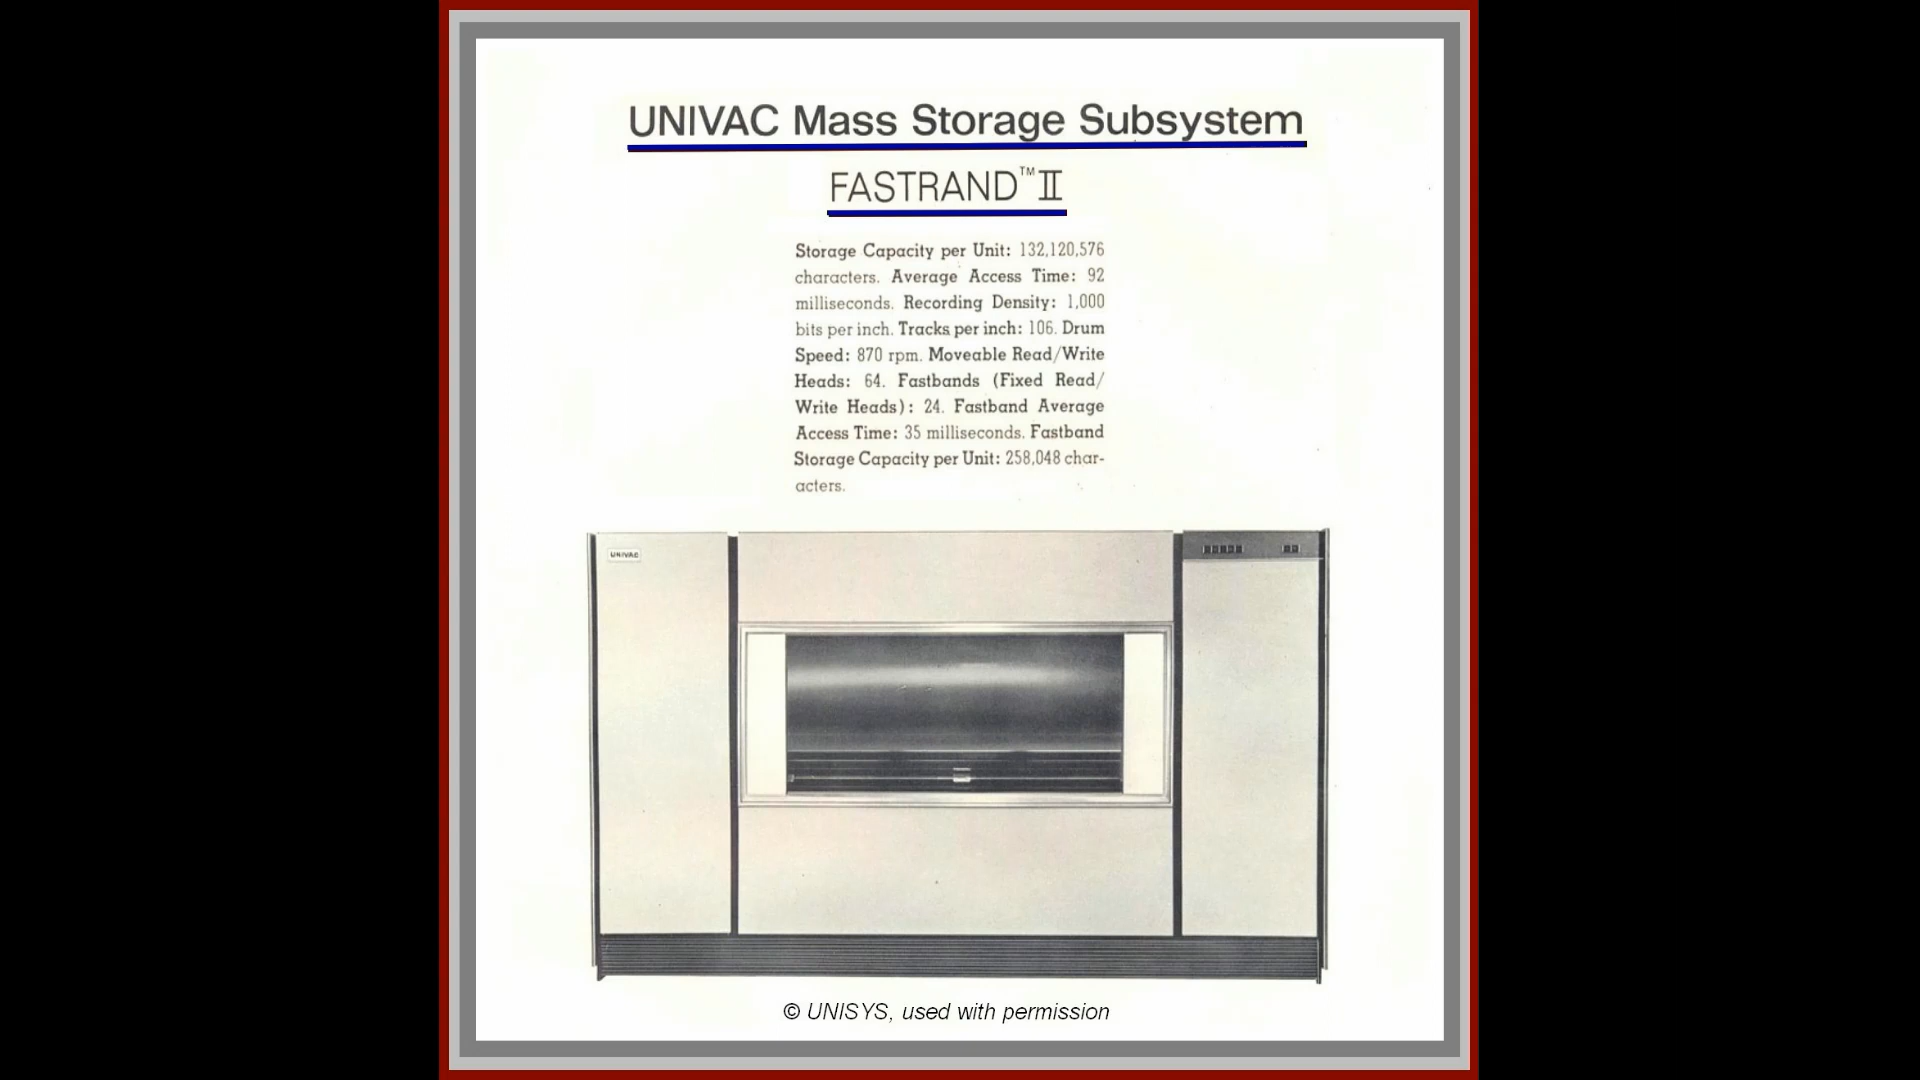 UNIVAC Mass Storage Subsystem
FASTRAND™ II
Storage Capacity per Unit: 132,120,576
characters. Average Access Time: 92
milliseconds. Recording Density: 1,000
bits per inch. Tracks per inch: 106. Drum
Speed: 870 rpm. Moveable Read/Write
Heads: 64. Fastbands (Fixed Read/
Write Heads): 24. Fastband Average
Access Time: 35 milliseconds. Fastband
Storage Capacity per Unit: 258,048 char-
acters.
UNIVAC
© UNISYS, used with permission